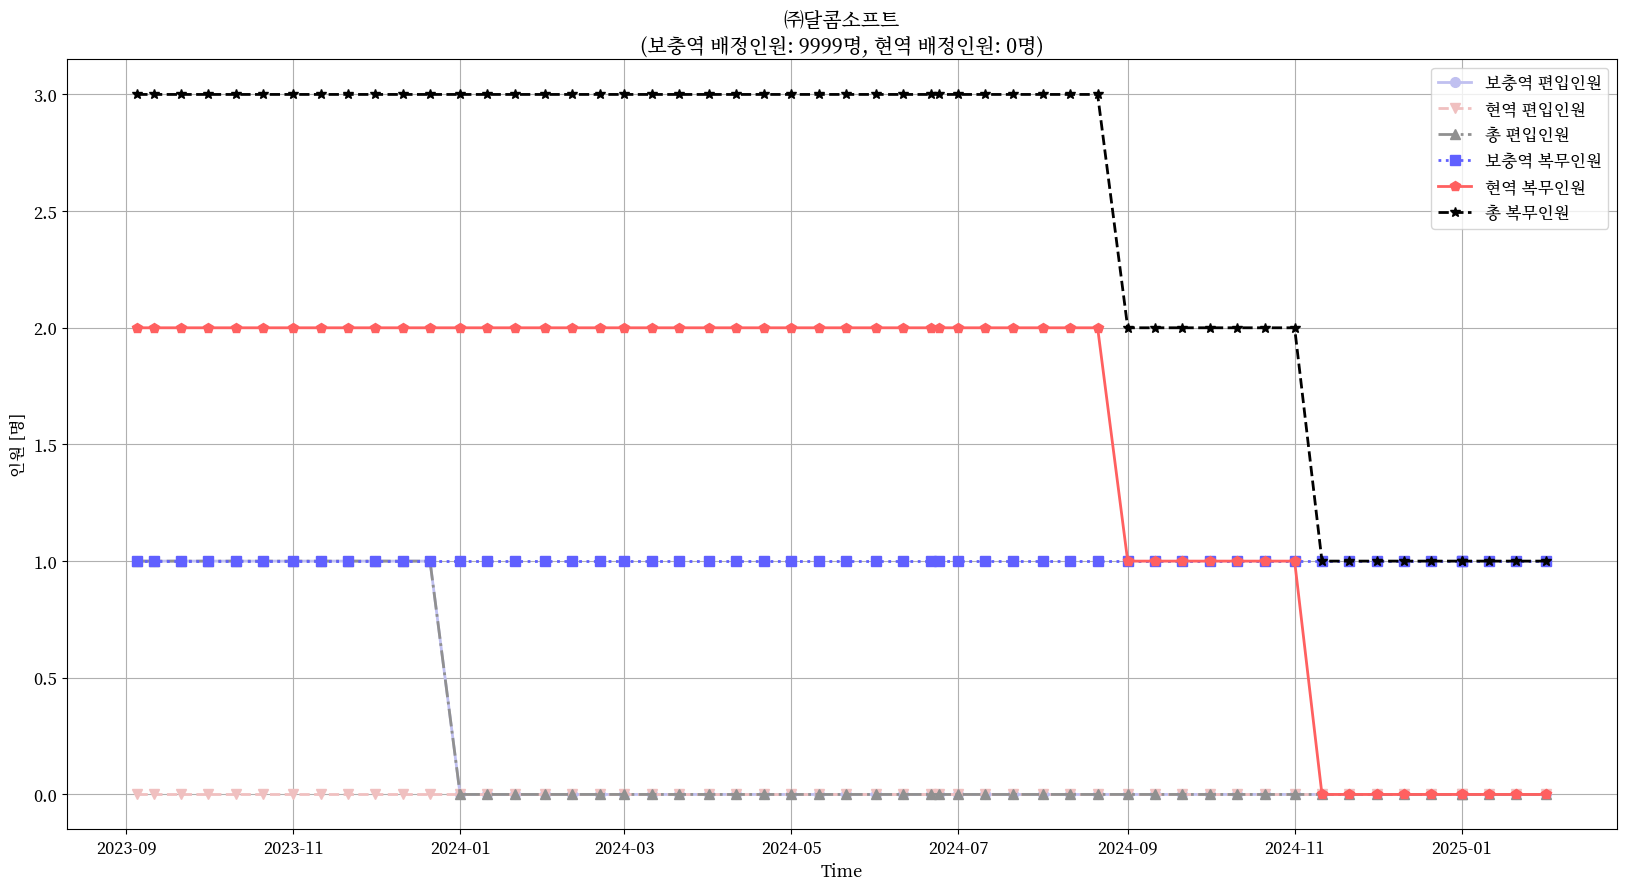 ㈜달콤소프트
(보충역 배정인원: 9999명, 현역 배정인원: 0명)
보충역 편입인원
현역 편입인원
총 편입인원
보충역 복무인원
현역 복무인원
총 복무인원
인원 [명]
3.0
2.5
2.0
1.5
1.0
0.5
0.0
2023-09 2023-11 2024-01 2024-03 2024-05 2024-07 2024-09 2024-11 2025-01
Time